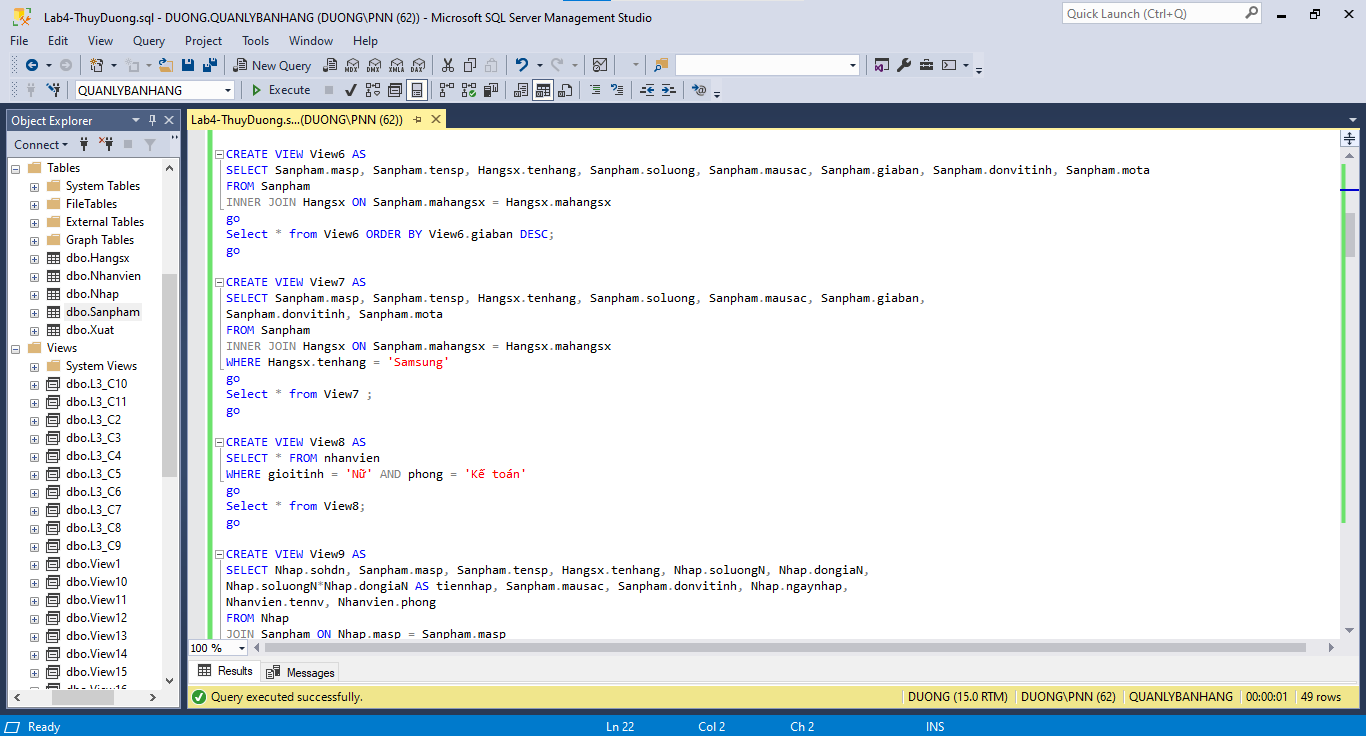 Lab4-ThuyDuong.sql - DUONG.QUANLYBANHANG (DUONG\PNN (62)) - Microsoft SQL Server Management Studio
Quick Launch (Ctrl+Q)
File Edit View Query Project Tools Window Help
New Query
MDX DMX XMLA DAX
QUANLYBANHANG
Execute
Object Explorer
Connect
Tables
System Tables
FileTables
External Tables
Graph Tables
dbo.Hangsx
dbo.Nhanvien
dbo.Nhap
dbo.Sanpham
dbo.Xuat
Views
System Views
dbo.L3_C10
dbo.L3_C11
dbo.L3_C2
dbo.L3_C3
dbo.L3_C4
dbo.L3_C5
dbo.L3_C6
dbo.L3_C7
dbo.L3_C8
dbo.L3_C9
dbo.View1
dbo.View10
dbo.View11
dbo.View12
dbo.View13
dbo.View14
dbo.View15
dbo.View16
Lab4-ThuyDuong.s...(DUONG\PNN (62))
CREATE VIEW View6 AS
SELECT Sanpham.masp, Sanpham.tensp, Hangsx.tenhang, Sanpham.soluong, Sanpham.mausac, Sanpham.giaban, Sanpham.donvitinh, Sanpham.mota
FROM Sanpham
INNER JOIN Hangsx ON Sanpham.mahangsx = Hangsx.mahangsx
go
Select * from View6 ORDER BY View6.giaban DESC;
go
CREATE VIEW View7 AS
SELECT Sanpham.masp, Sanpham.tensp, Hangsx.tenhang, Sanpham.soluong, Sanpham.mausac, Sanpham.giaban,
Sanpham.donvitinh, Sanpham.mota
FROM Sanpham
INNER JOIN Hangsx ON Sanpham.mahangsx = Hangsx.mahangsx
WHERE Hangsx.tenhang = 'Samsung'
go
Select * from View7 ;
go
CREATE VIEW View8 AS
SELECT * FROM nhanvien
WHERE gioitinh = 'Nữ' AND phong = 'Kế toán'
go
Select * from View8;
go
CREATE VIEW View9 AS
SELECT Nhap.sohdn, Sanpham.masp, Sanpham.tensp, Hangsx.tenhang, Nhap.soluongN, Nhap.dongiaN,
Nhap.soluongN*Nhap.dongiaN AS tiennhap, Sanpham.mausac, Sanpham.donvitinh, Nhap.ngaynhap,
Nhanvien.tennv, Nhanvien.phong
FROM Nhap
JOIN Sanpham ON Nhap.masp = Sanpham.masp
100 %
Results Messages
Query executed successfully.
DUONG (15.0 RTM) DUONG\PNN (62) QUANLYBANHANG 00:00:01 49 rows
Ready Ln 22 Col 2 Ch 2 INS